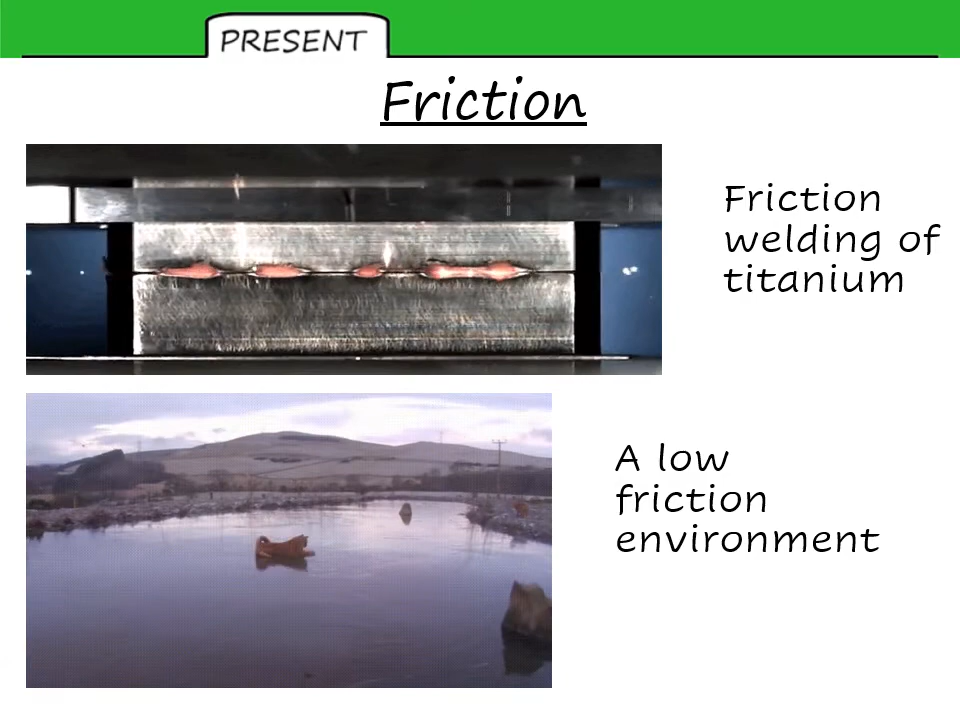 PRESENT
Friction
Friction
welding of
titanium
A low
friction
environment